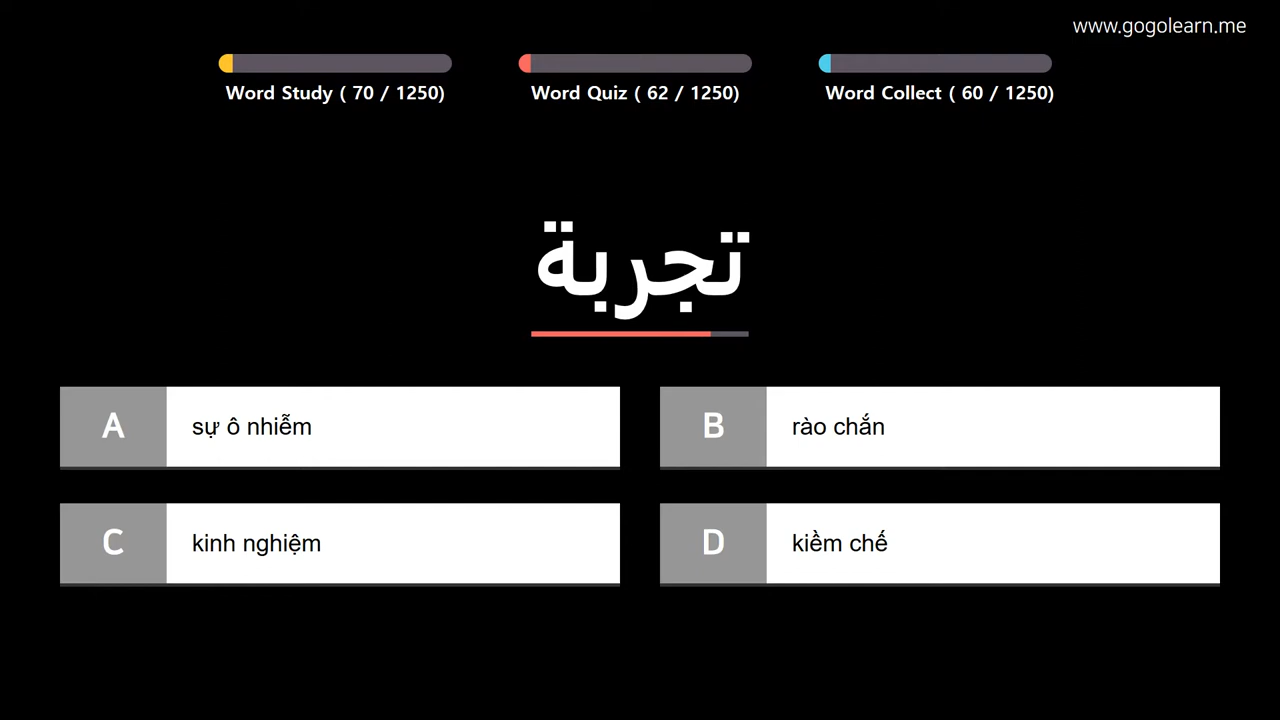 www.gogolearn.me
Word Study ( 70 / 1250)
Word Quiz ( 62 / 1250)
Word Collect ( 60 / 1250)
تجربة
A
sự ô nhiễm
B
rào chắn
C
kinh nghiệm
D
kiềm chế